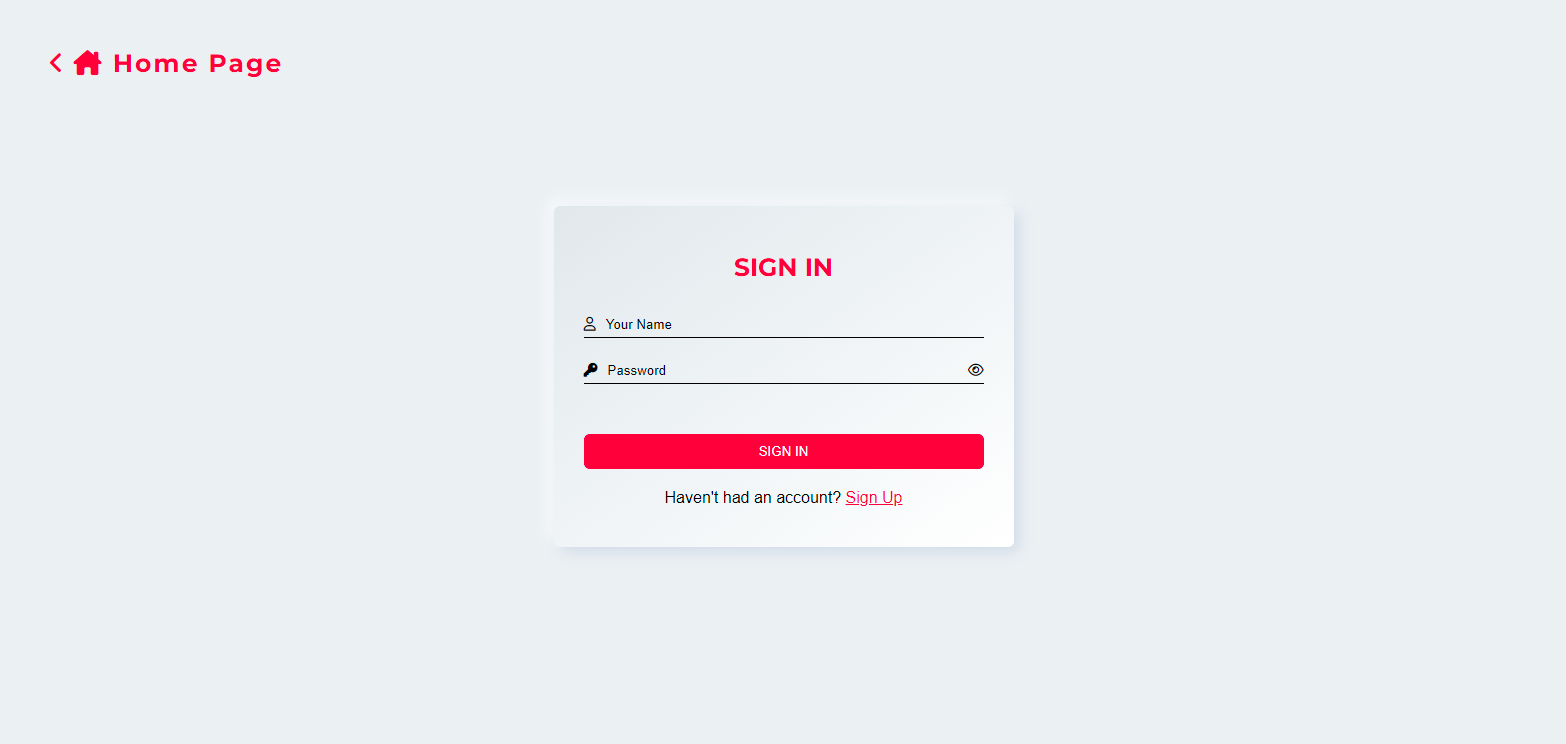 Home Page
SIGN IN
Your Name
Password
SIGN IN
Haven't had an account? Sign Up